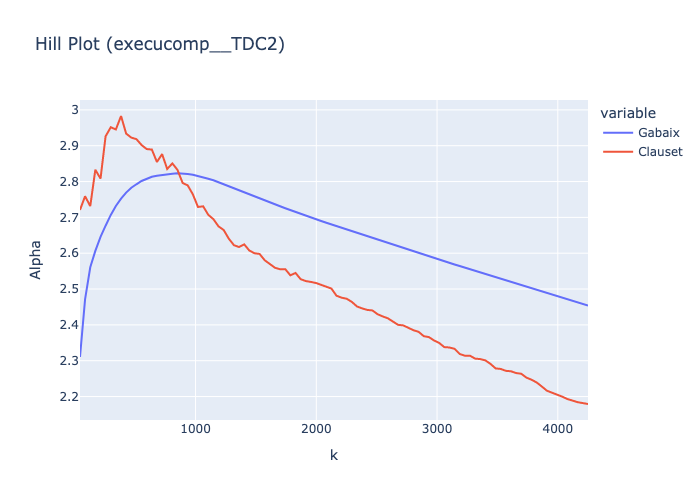 Hill Plot (execucomp__TDC2)
variable
Gabaix
Clauset
Alpha
3
2.9
2.8
2.7
2.6
2.5
2.4
2.3
2.2
1000
2000
3000
4000
k